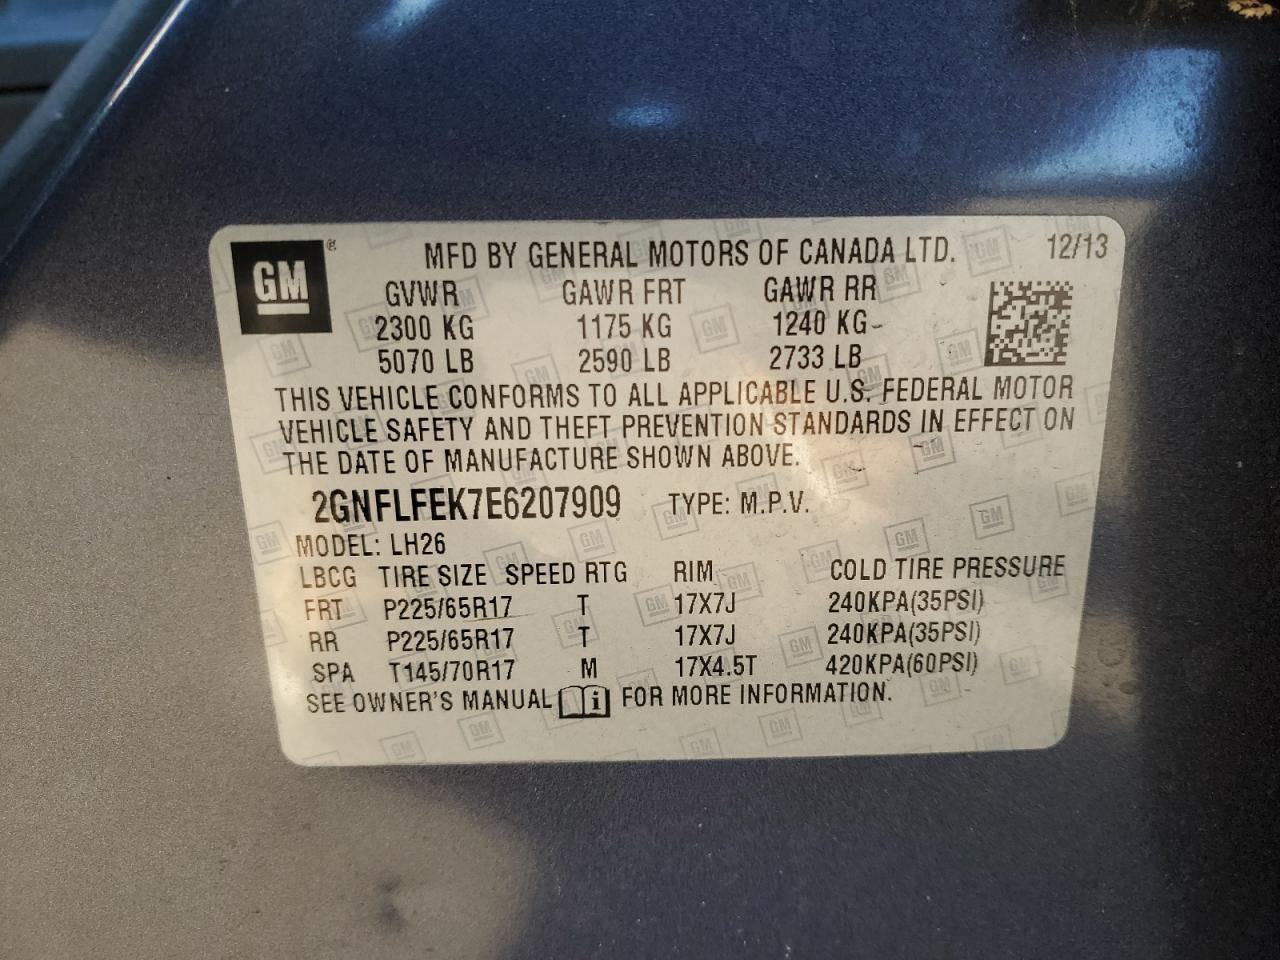 GM ®
MFD BY GENERAL MOTORS OF CANADA LTD. 12/13
GVWR GAWR FRT GAWR RR
2300 KG 1175 KG 1240 KG
5070 LB 2590 LB 2733 LB
THIS VEHICLE CONFORMS TO ALL APPLICABLE U.S. FEDERAL MOTOR
VEHICLE SAFETY AND THEFT PREVENTION STANDARDS IN EFFECT ON
THE DATE OF MANUFACTURE SHOWN ABOVE.
2GNFLFEK7E6207909 TYPE: M.P.V.
MODEL: LH26
LBCG TIRE SIZE SPEED RTG RIM COLD TIRE PRESSURE
FRT P225/65R17 T 17X7J 240KPA(35PSI)
RR P225/65R17 T 17X7J 240KPA(35PSI)
SPA T145/70R17 M 17X4.5T 420KPA(60PSI)
SEE OWNER'S MANUAL i FOR MORE INFORMATION.